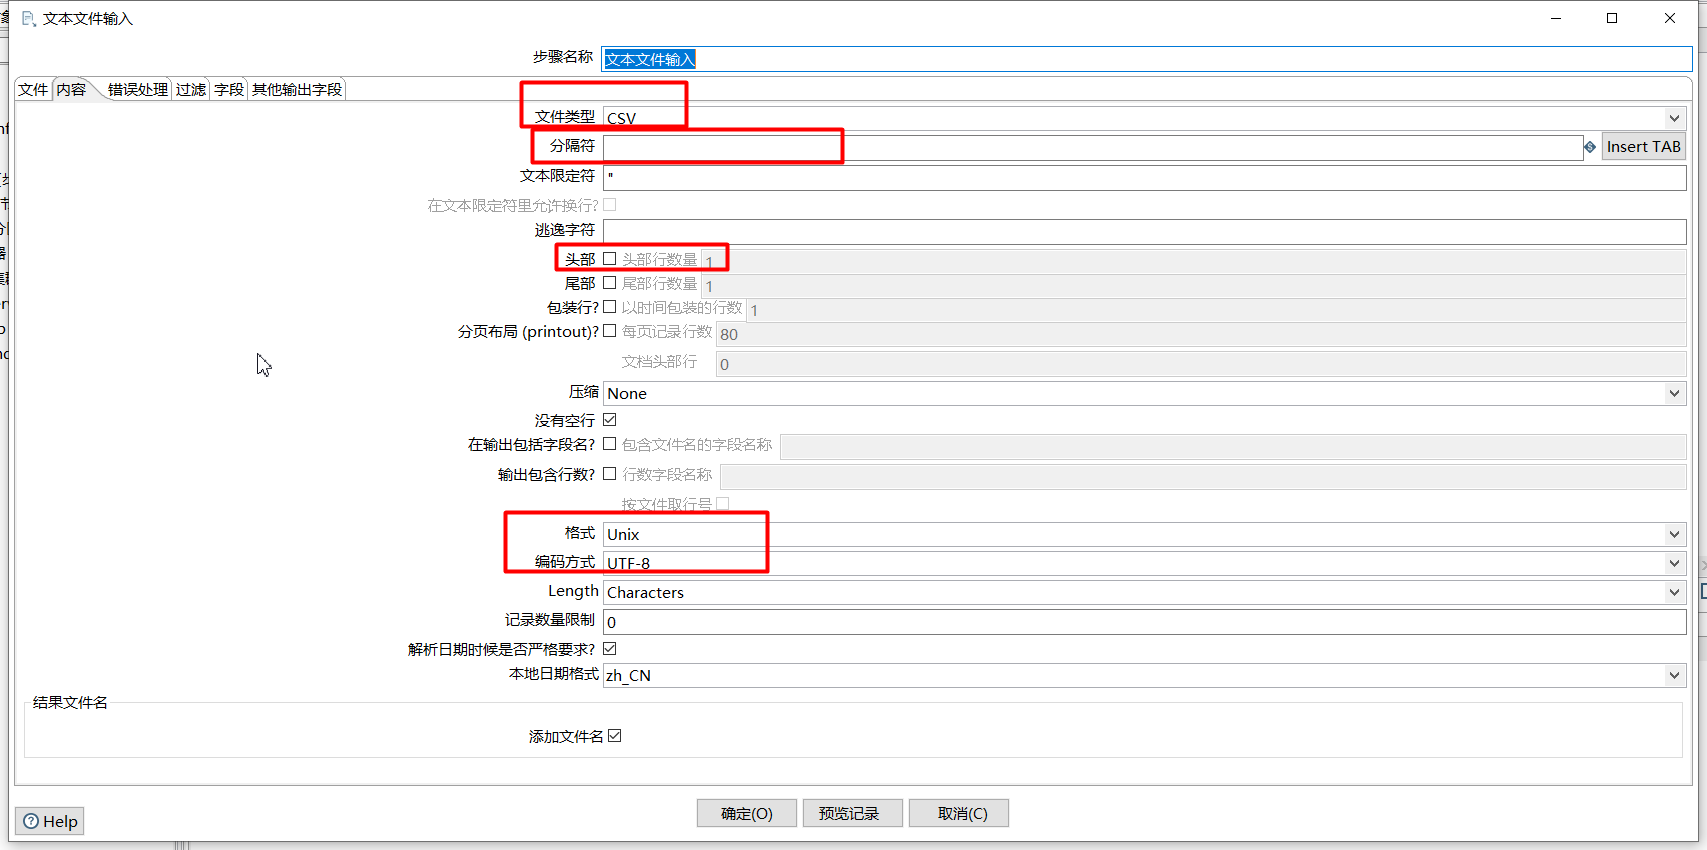 文本文件输入
步骤名称 文本文件输入
文件 内容 错误处理 过滤 字段 其他输出字段
文件类型 CSV
分隔符 Insert TAB
文本限定符 "
在文本限定符里允许换行?
逃逸字符
头部 头部行数量 1
尾部 尾部行数量 1
包装行? 以时间包装的行数 1
分页布局 (printout)? 每页记录行数 80
文档头部行 0
压缩 None
没有空行
在输出包括字段名? 包含文件名的字段名称
输出包含行数? 行数字段名称
按文件取行号
格式 Unix
编码方式 UTF-8
Length Characters
记录数量限制 0
解析日期时候是否严格要求?
本地日期格式 zh_CN
结果文件名
添加文件名
Help 确定(O) 预览记录 取消(C)